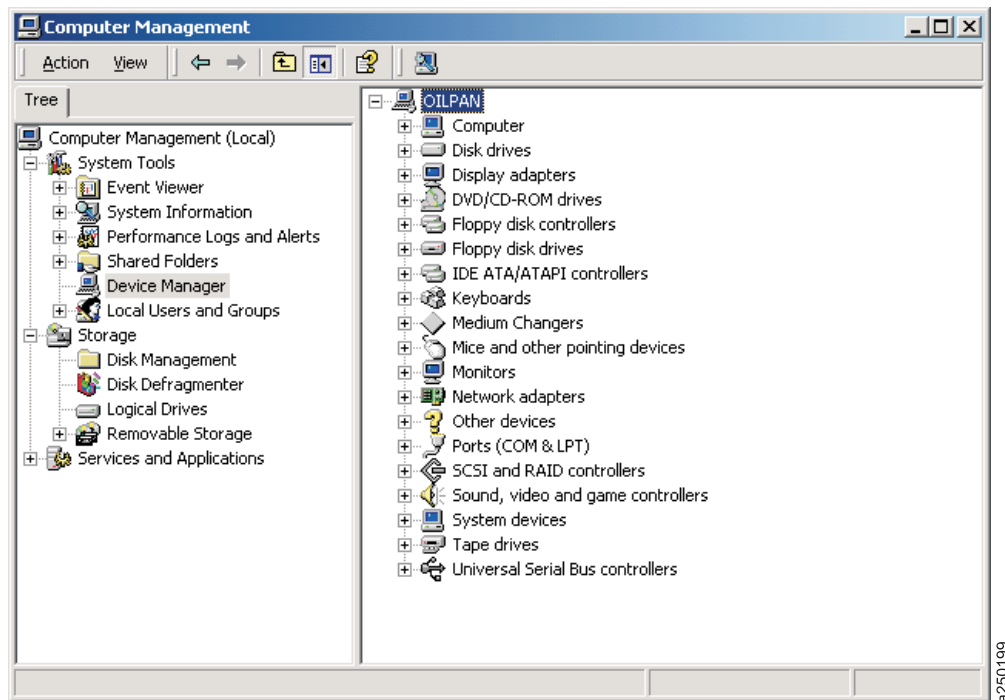 Computer Management
Action View
Tree
Computer Management (Local)
System Tools
Event Viewer
System Information
Performance Logs and Alerts
Shared Folders
Device Manager
Local Users and Groups
Storage
Disk Management
Disk Defragmenter
Logical Drives
Removable Storage
Services and Applications
OILPAN
Computer
Disk drives
Display adapters
DVD/CD-ROM drives
Floppy disk controllers
Floppy disk drives
IDE ATA/ATAPI controllers
Keyboards
Medium Changers
Mice and other pointing devices
Monitors
Network adapters
Other devices
Ports (COM & LPT)
SCSI and RAID controllers
Sound, video and game controllers
System devices
Tape drives
Universal Serial Bus controllers
a250199